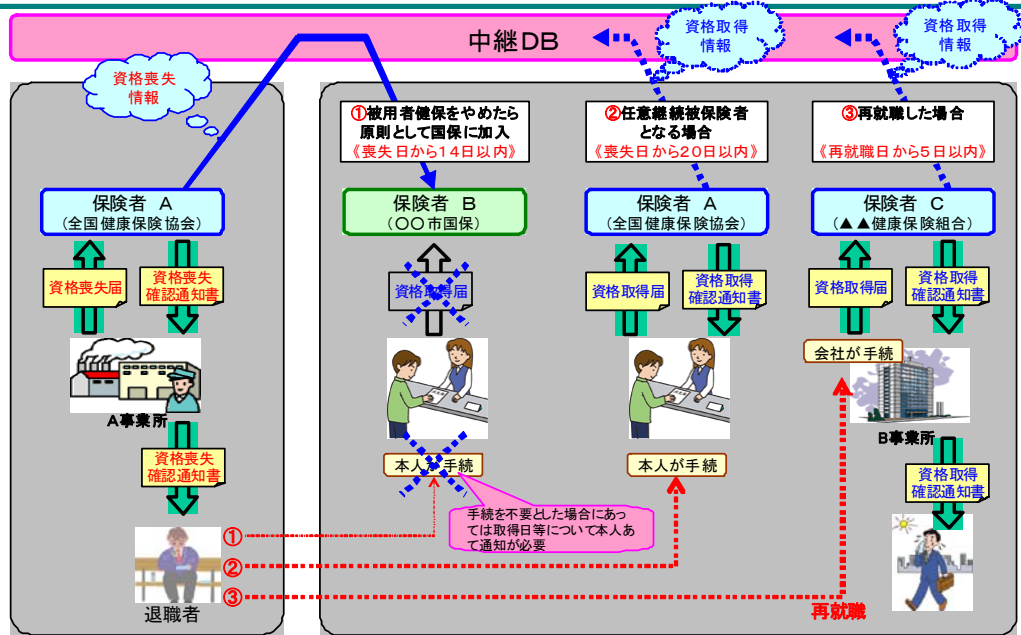 中継DB
資格取得
情報
資格取得
情報
資格喪失
情報
①被用者健保をやめたら
原則として国保に加入
《喪失日から14日以内》
②任意継続被保険者
となる場合
《喪失日から20日以内》
③再就職した場合
《再就職日から5日以内》
保険者 A
(全国健康保険協会)
保険者 B
(〇〇市国保)
保険者 A
(全国健康保険協会)
保険者 C
(▲▲健康保険組合)
資格喪失届
資格喪失
確認通知書
資格取得届
資格取得届
資格取得
確認通知書
資格取得届
資格取得
確認通知書
会社が手続
A事業所
B事業所
資格喪失
確認通知書
本人が手続
本人が手続
資格取得
確認通知書
手続を不要とした場合にあっ
ては取得日等について本人あ
て通知が必要
①
②
③
退職者
再就職